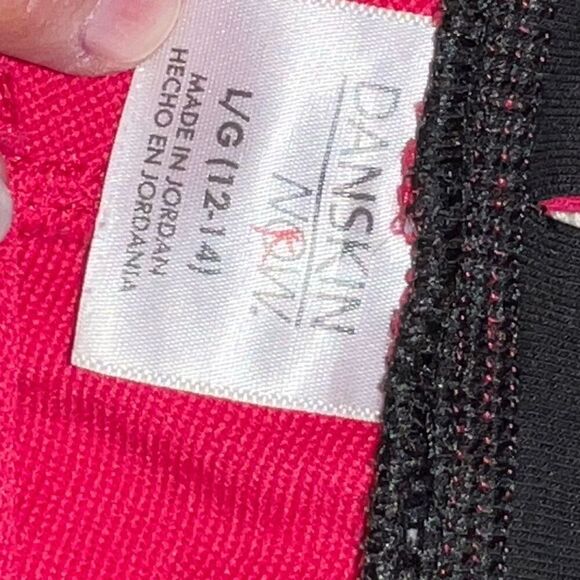 DANSKIN
NOW.
L/G (12-14)
MADE IN JORDAN
HECHO EN JORDANIA